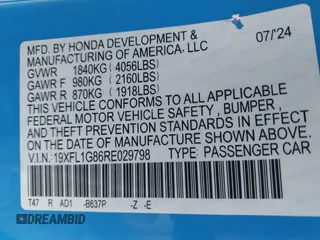 MFD. BY HONDA DEVELOPMENT &
MANUFACTURING OF AMERICA, LLC 07/'24
GVWR 1840KG (4056LBS)
GAWR F 980KG (2160LBS)
GAWR R 870KG (1918LBS)
THIS VEHICLE CONFORMS TO ALL APPLICABLE
FEDERAL MOTOR VEHICLE SAFETY, BUMPER,
AND THEFT PREVENTION STANDARDS IN EFFECT
ON THE DATE OF MANUFACTURE SHOWN ABOVE.
V.I.N. 19XFL1G86RE029798 TYPE: PASSENGER CAR
T47 R AD1 -B637P -Z -E
DREAMBID